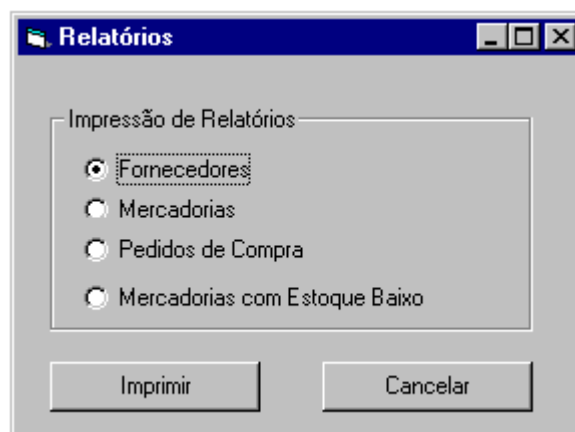 Relatórios
Impressão de Relatórios
Fornecedores
Mercadorias
Pedidos de Compra
Mercadorias com Estoque Baixo
Imprimir Cancelar